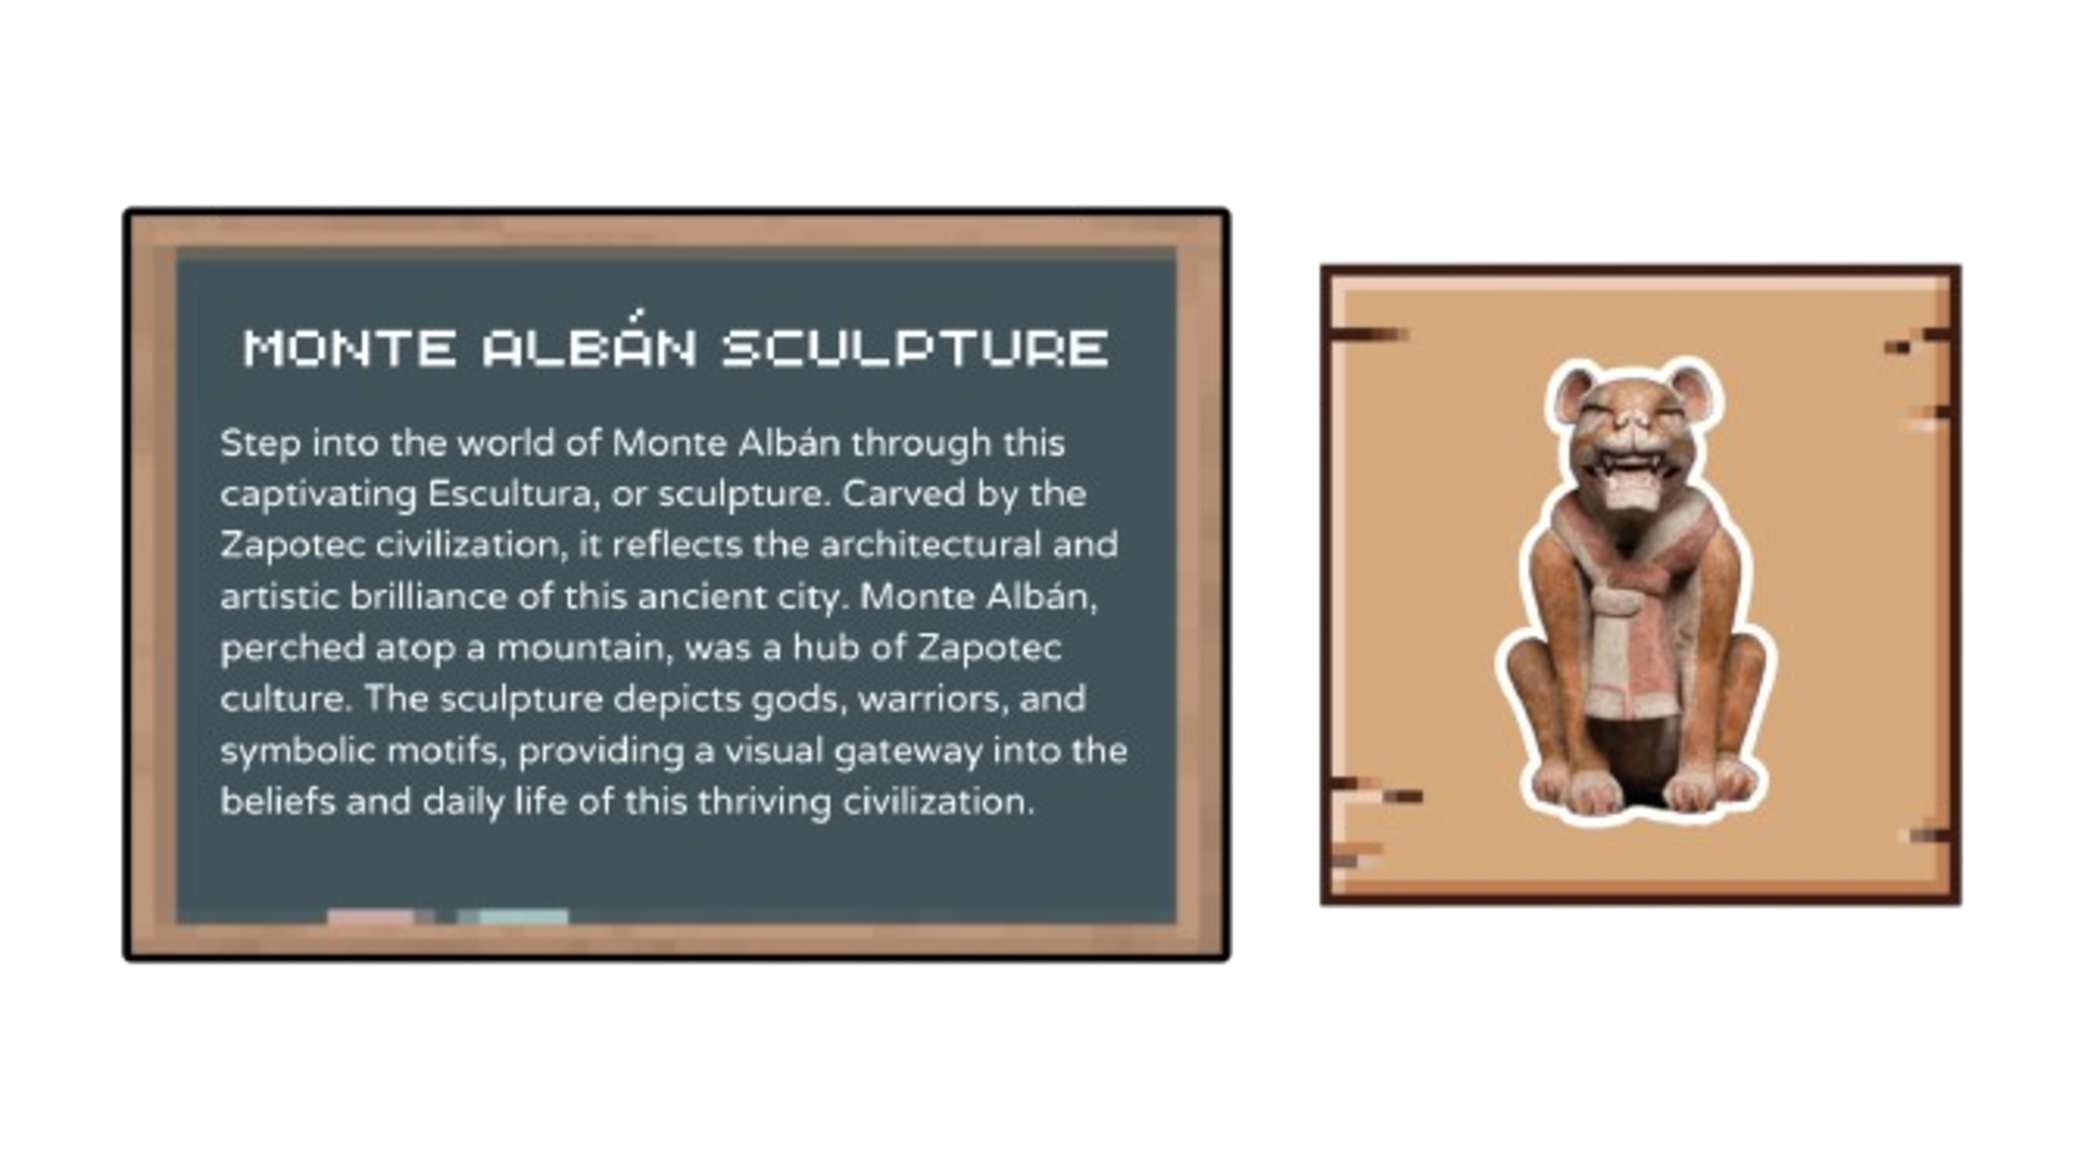 MONTE ALBÁN SCULPTURE
Step into the world of Monte Albán through this
captivating Escultura, or sculpture. Carved by the
Zapotec civilization, it reflects the architectural and
artistic brilliance of this ancient city. Monte Albán,
perched atop a mountain, was a hub of Zapotec
culture. The sculpture depicts gods, warriors, and
symbolic motifs, providing a visual gateway into the
beliefs and daily life of this thriving civilization.